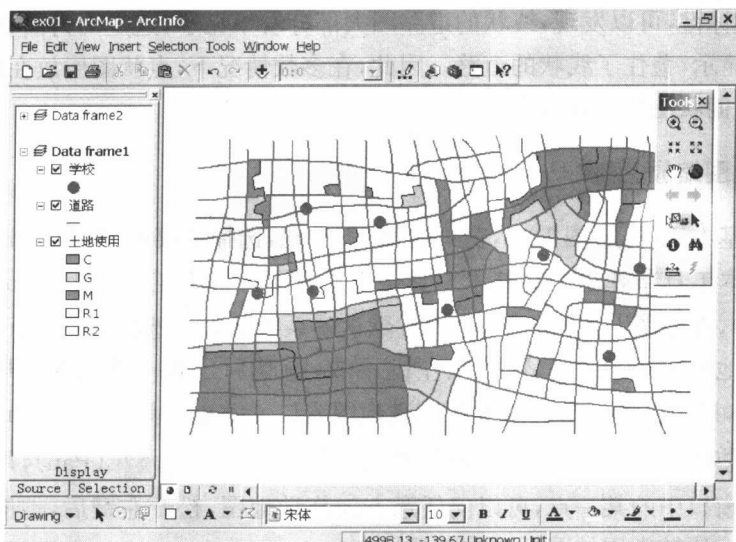 ex01 - ArcMap - ArcInfo
File Edit View Insert Selection Tools Window Help
0:0
Data frame2
Data frame1
学校
道路
土地使用
C
G
M
R1
R2
Display
Source Selection
Tools
Drawing
A
宋体
10
B I U A
4998.13 -139.67 Unknown Unit